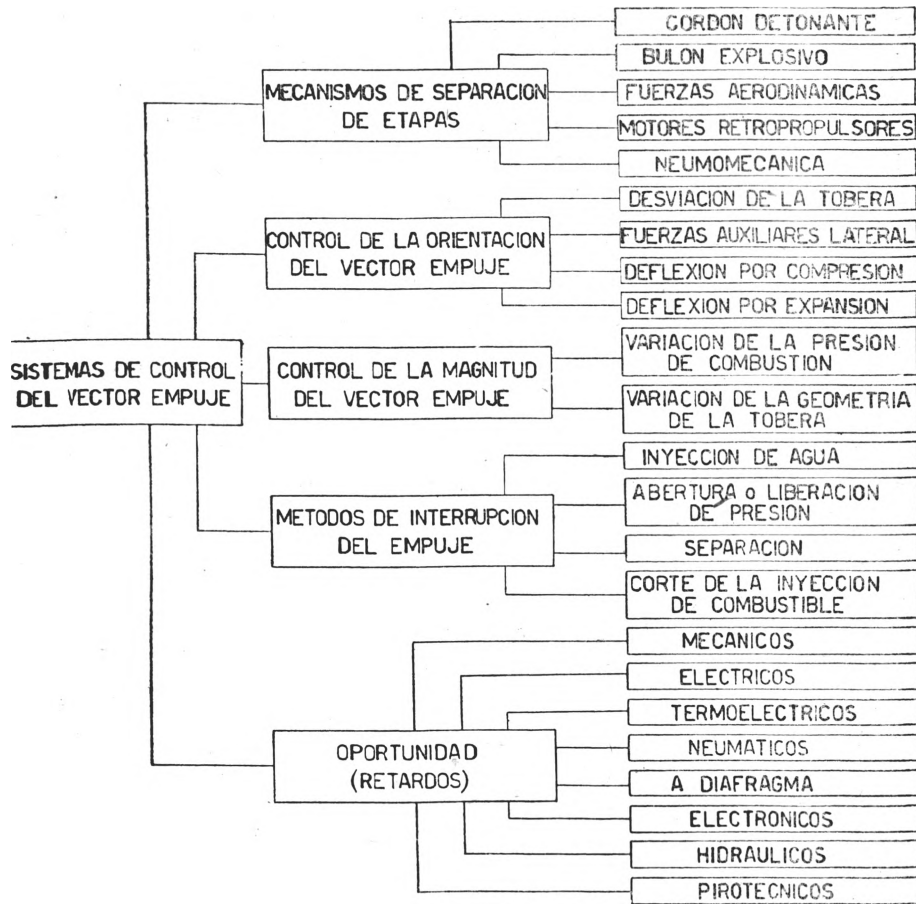 SISTEMAS DE CONTROL
DEL VECTOR EMPUJE
MECANISMOS DE SEPARACION
DE ETAPAS
CORDON DETONANTE
BULON EXPLOSIVO
FUERZAS AERODINAMICAS
MOTORES RETROPROPULSORES
NEUMOMECANICA
CONTROL DE LA ORIENTACION
DEL VECTOR EMPUJE
DESVIACION DE LA TOBERA
FUERZAS AUXILIARES LATERAL
DEFLEXION POR COMPRESION
DEFLEXION POR EXPANSION
CONTROL DE LA MAGNITUD
DEL VECTOR EMPUJE
VARIACION DE LA PRESION
DE COMBUSTION
VARIACION DE LA GEOMETRIA
DE LA TOBERA
METODOS DE INTERRUPCION
DEL EMPUJE
INYECCION DE AGUA
ABERTURA o LIBERACION
DE PRESION
SEPARACION
CORTE DE LA INYECCION
DE COMBUSTIBLE
OPORTUNIDAD
(RETARDOS)
MECANICOS
ELECTRICOS
TERMOELECTRICOS
NEUMATICOS
A DIAFRAGMA
ELECTRONICOS
HIDRAULICOS
PIROTECNICOS